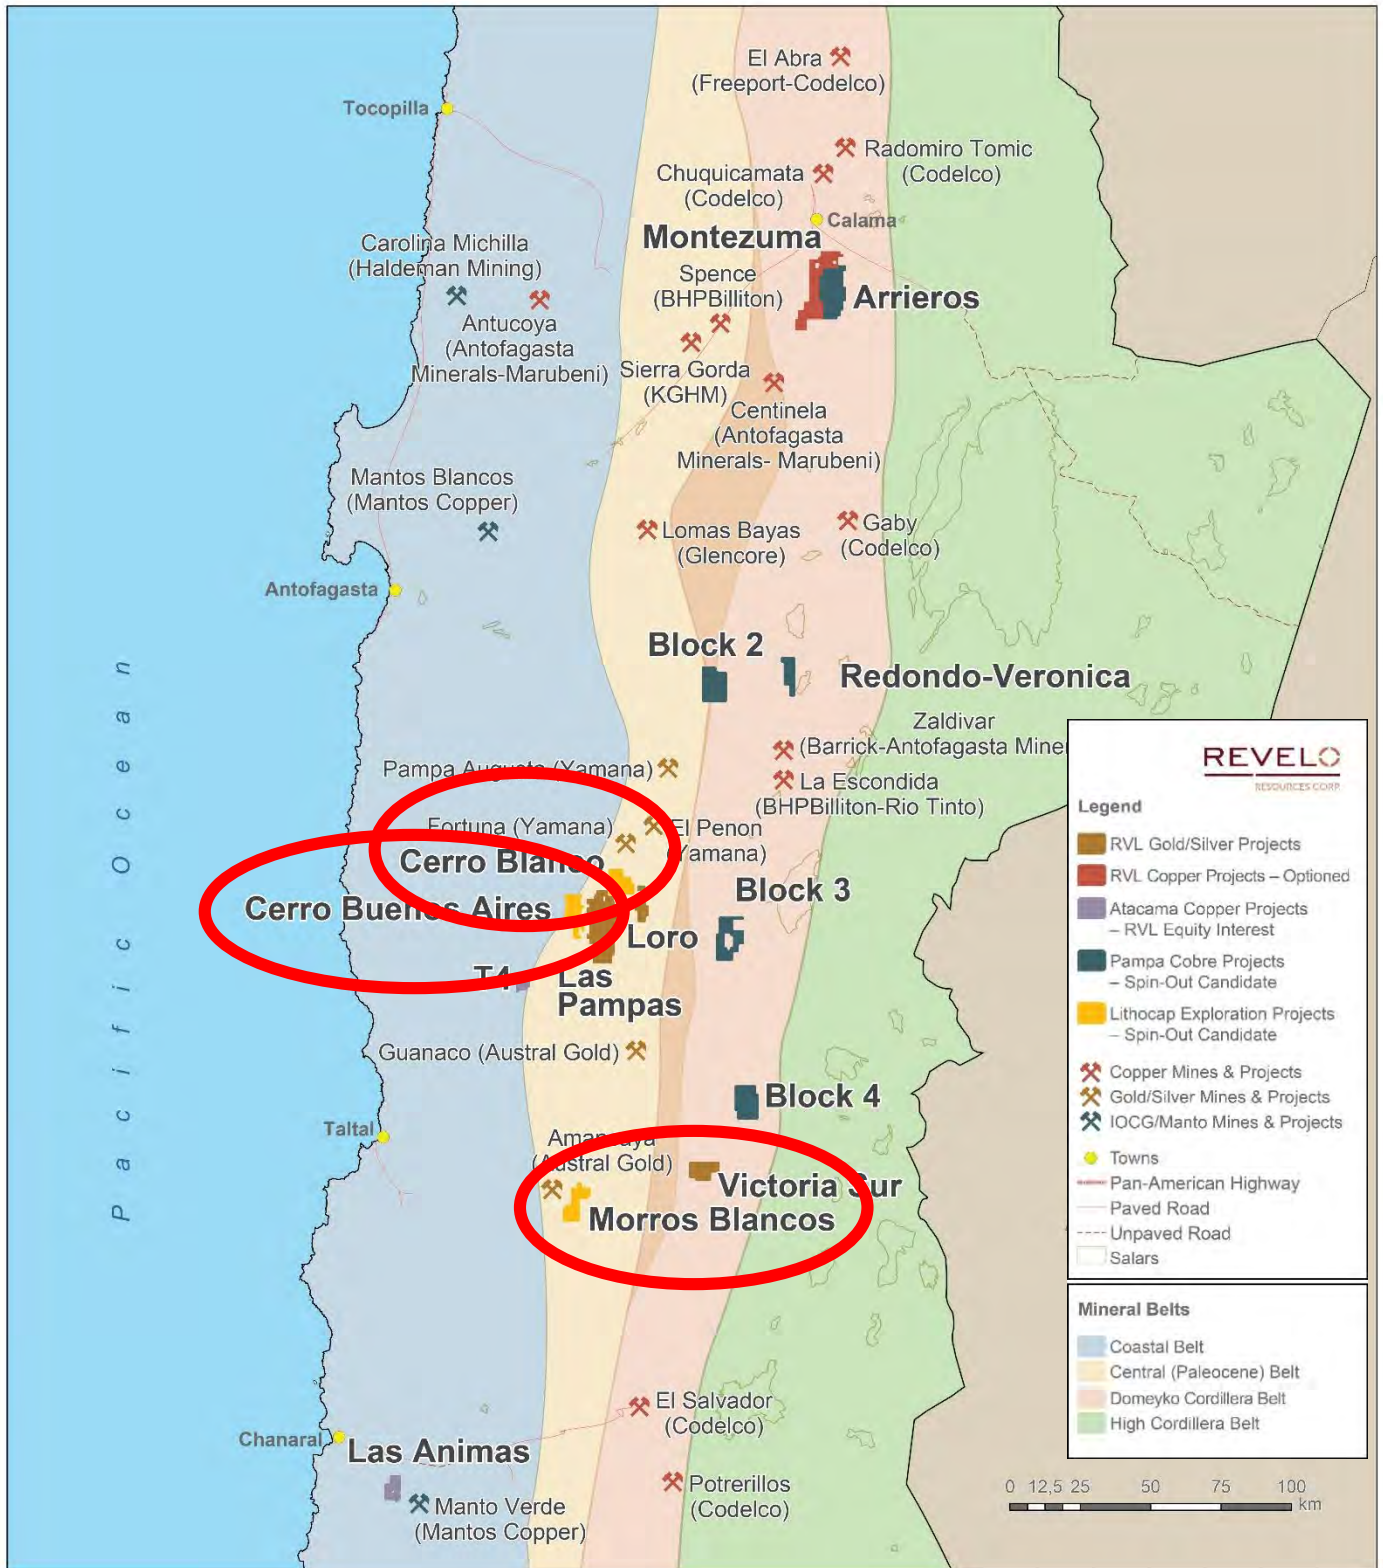 El Abra
(Freeport-Codelco)
Tocopilla
Radomiro Tomic
(Codelco)
Chuquicamata
(Codelco)
Calama
Montezuma
Carolina Michilla
(Haldeman Mining)
Spence
(BHPBilliton)
Arrieros
Antucoya
(Antofagasta
Minerals-Marubeni)
Sierra Gorda
(KGHM)
Centinela
(Antofagasta
Minerals- Marubeni)
Mantos Blancos
(Mantos Copper)
Lomas Bayas
(Glencore)
Gaby
(Codelco)
Antofagasta
Block 2
Redondo-Veronica
Pacific Ocean
Zaldivar
(Barrick-Antofagasta Miner
Pampa Augusta (Yamana)
La Escondida
(BHPBilliton-Rio Tinto)
Fortuna (Yamana)
El Penon
(Yamana)
Cerro Blanco
Block 3
Cerro Buenos Aires
Loro
T4
Las
Pampas
Guanaco (Austral Gold)
Block 4
Taltal
Amancaya
(Austral Gold)
Victoria Sur
Morros Blancos
El Salvador
(Codelco)
Chanaral
Las Animas
Potrerillos
(Codelco)
Manto Verde
(Mantos Copper)
REVELO
RESOURCES CORP.
Legend
RVL Gold/Silver Projects
RVL Copper Projects – Optioned
Atacama Copper Projects
– RVL Equity Interest
Pampa Cobre Projects
– Spin-Out Candidate
Lithocap Exploration Projects
– Spin-Out Candidate
Copper Mines & Projects
Gold/Silver Mines & Projects
IOCG/Manto Mines & Projects
Towns
Pan-American Highway
Paved Road
Unpaved Road
Salars
Mineral Belts
Coastal Belt
Central (Paleocene) Belt
Domeyko Cordillera Belt
High Cordillera Belt
0 12,5 25 50 75 100
km